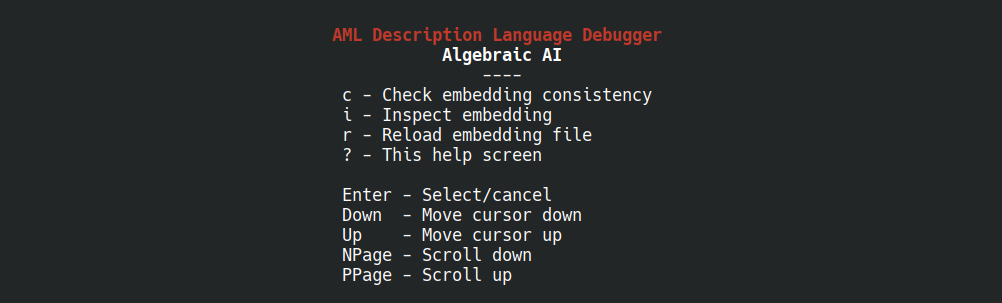 AML Description Language Debugger
Algebraic AI
----
c - Check embedding consistency
i - Inspect embedding
r - Reload embedding file
? - This help screen
Enter - Select/cancel
Down  - Move cursor down
Up    - Move cursor up
NPage - Scroll down
PPage - Scroll up